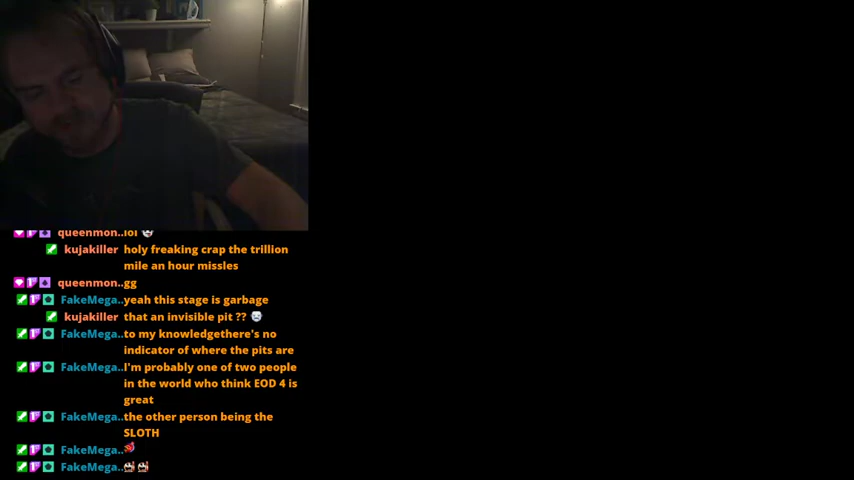 queenmon..lol
kujakiller holy freaking crap the trillion
mile an hour missles
queenmon..gg
FakeMega..yeah this stage is garbage
kujakiller that an invisible pit ??
FakeMega..to my knowledgethere's no
indicator of where the pits are
FakeMega..I'm probably one of two people
in the world who think EOD 4 is
great
FakeMega..the other person being the
SLOTH
FakeMega..
FakeMega..